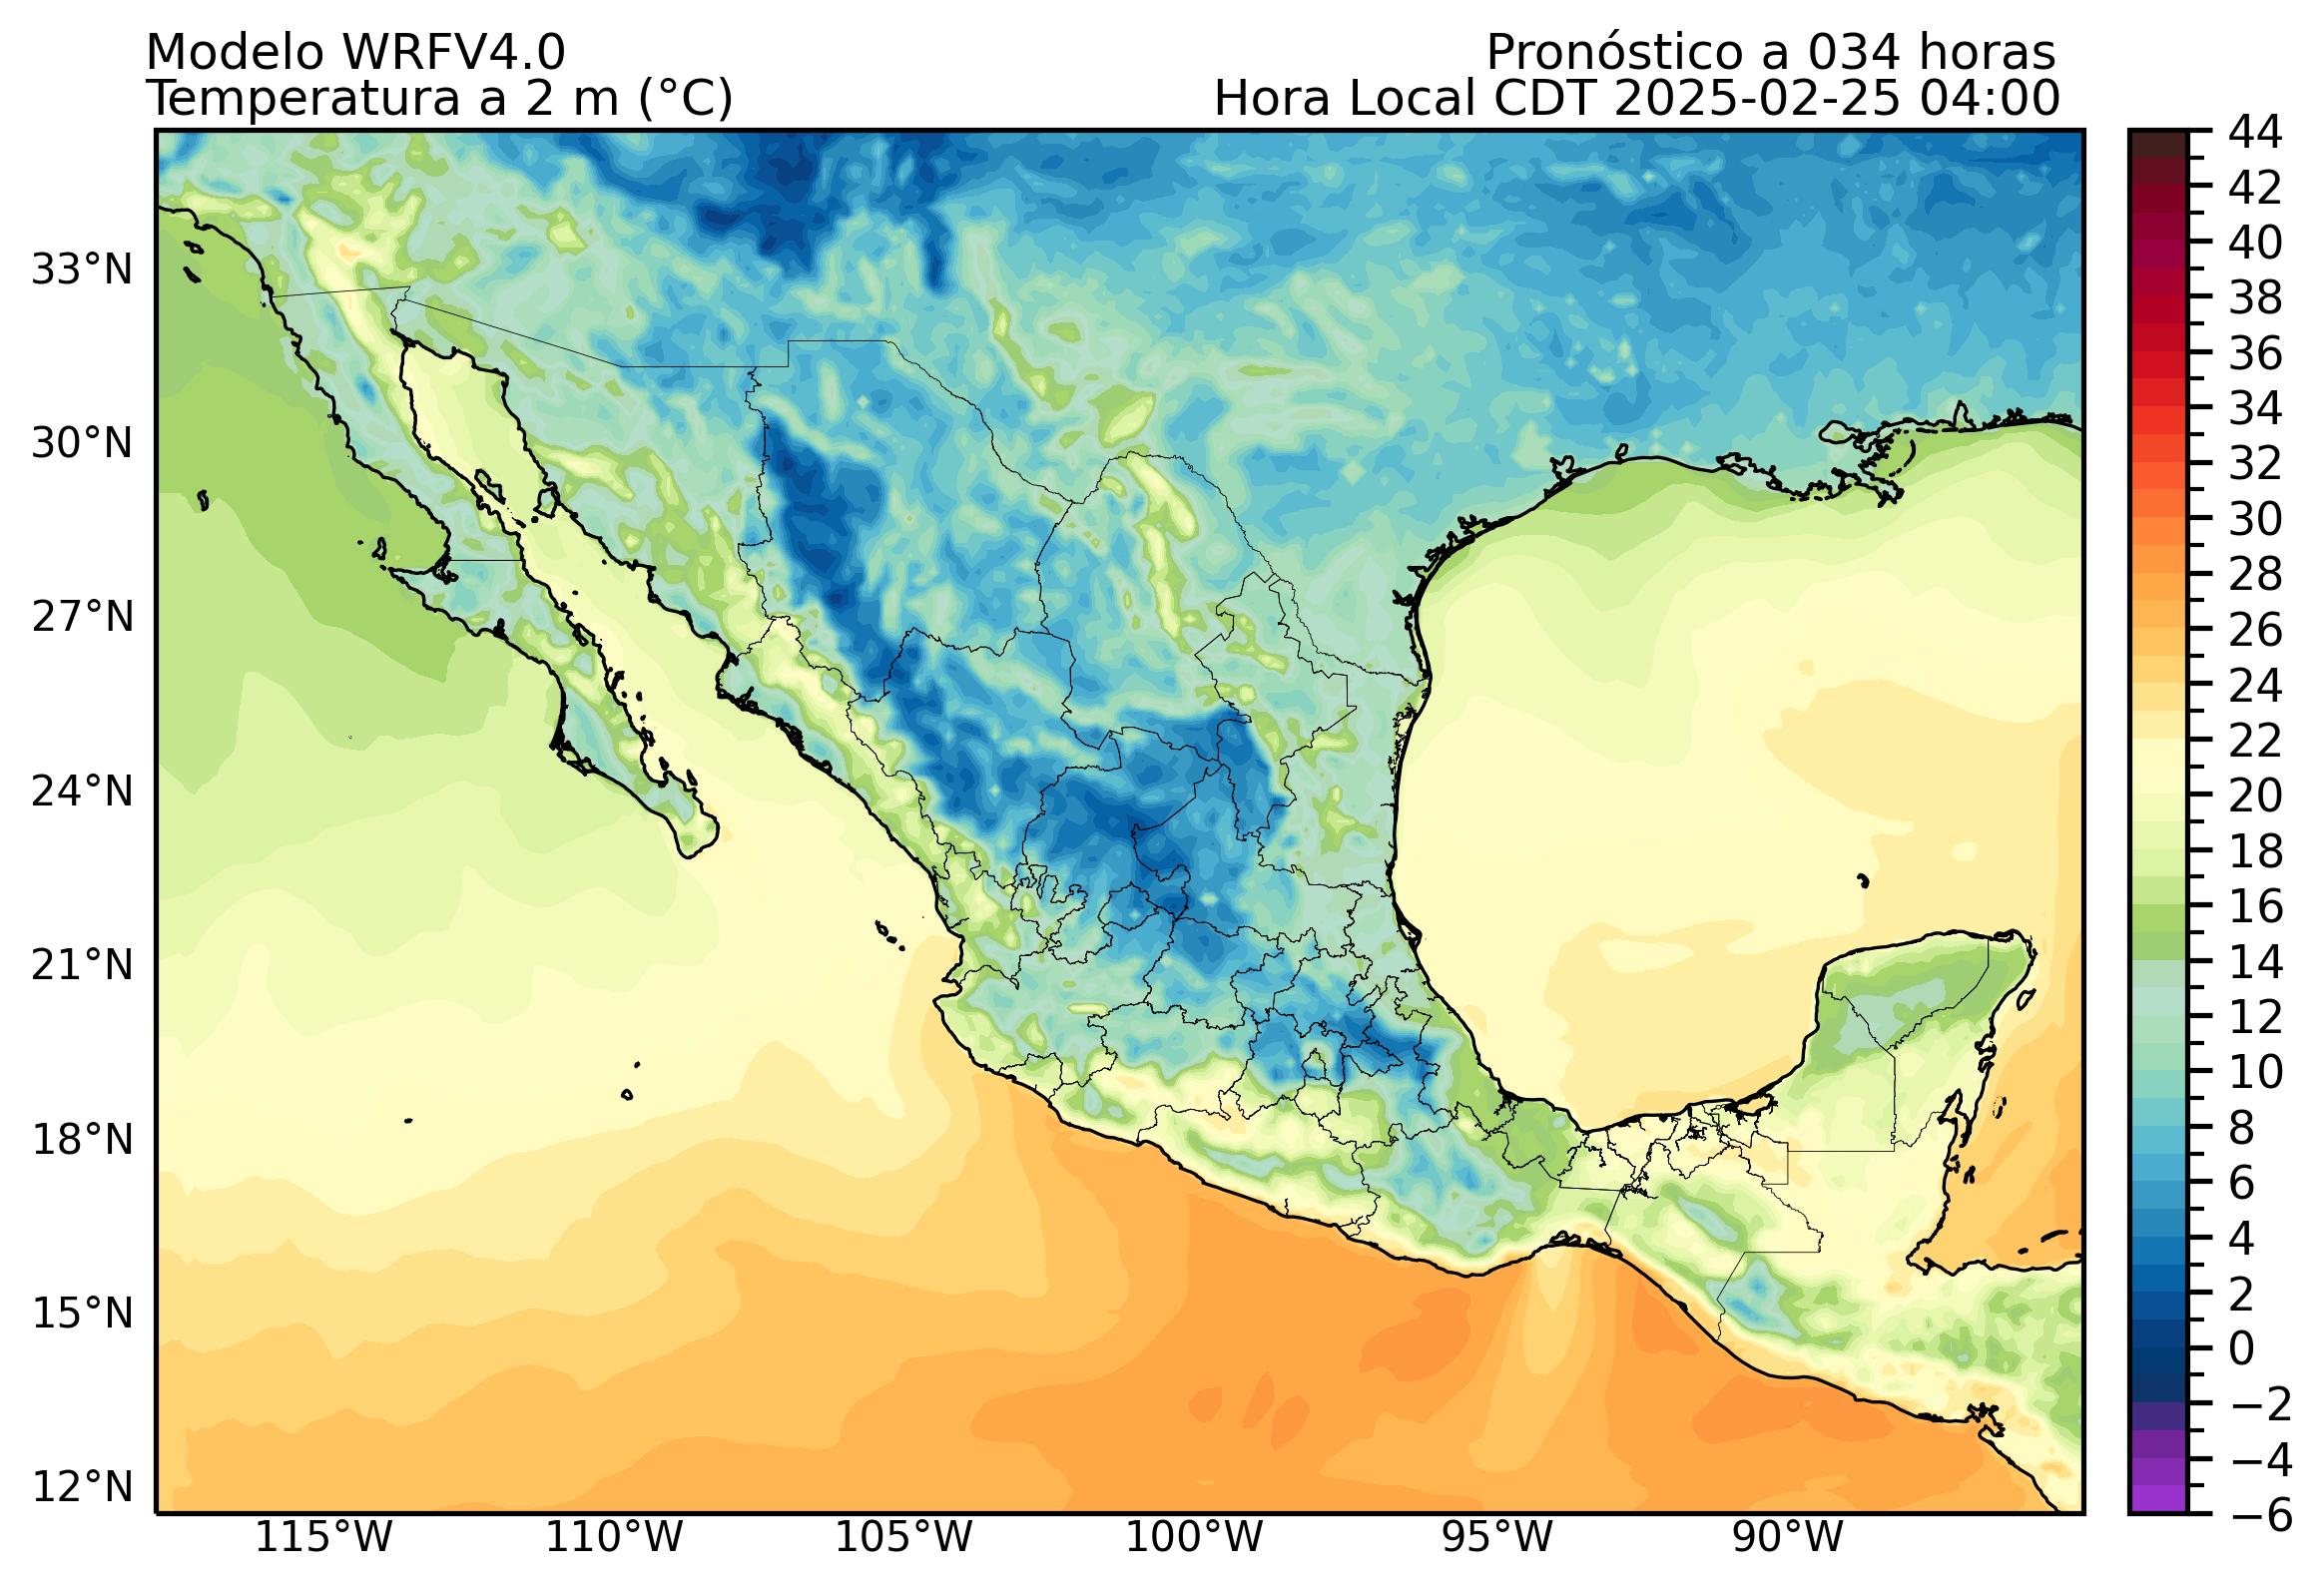 Modelo WRFV4.0
Pronóstico a 034 horas
Temperatura a 2 m (°C)
Hora Local CDT 2025-02-25 04:00
44
42
40
38
36
34
32
30
28
26
24
22
20
18
16
14
12
10
8
6
4
2
0
−2
−4
−6
33°N
30°N
27°N
24°N
21°N
18°N
15°N
12°N
115°W
110°W
105°W
100°W
95°W
90°W